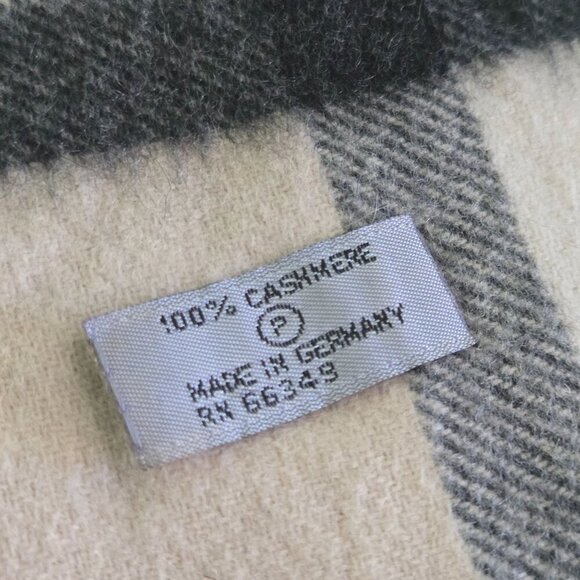 100% CASHMERE
P
MADE IN GERMANY
RN 66349